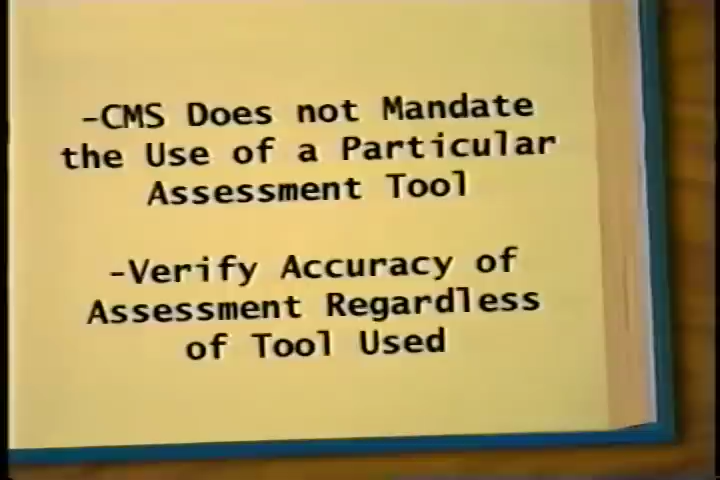 -CMS Does not Mandate
the Use of a Particular
Assessment Tool
-Verify Accuracy of
Assessment Regardless
of Tool Used